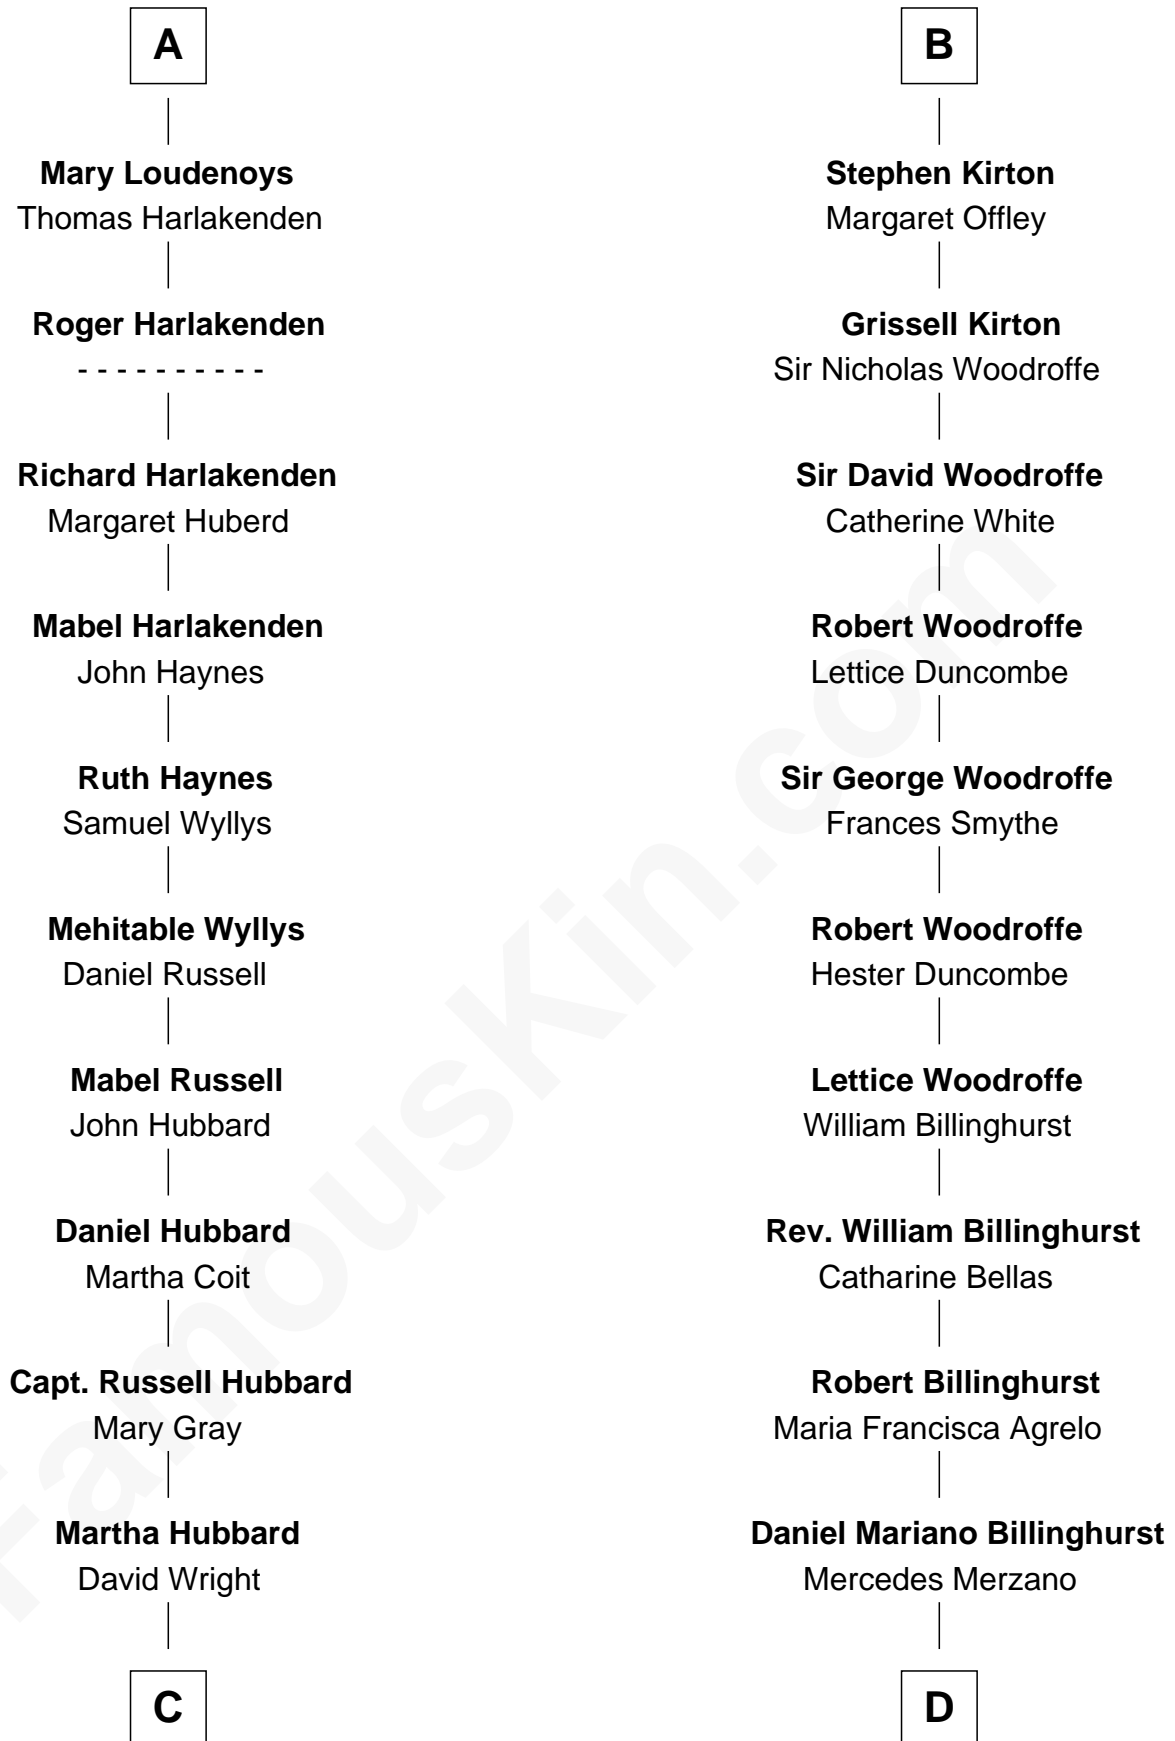 A
Mary Loudenoys
Thomas Harlakenden
Roger Harlakenden
- - - - - - - - - -
Richard Harlakenden
Margaret Huberd
Mabel Harlakenden
John Haynes
Ruth Haynes
Samuel Wyllys
Mehitable Wyllys
Daniel Russell
Mabel Russell
John Hubbard
Daniel Hubbard
Martha Coit
Capt. Russell Hubbard
Mary Gray
Martha Hubbard
David Wright
C
B
Stephen Kirton
Margaret Offley
Grissell Kirton
Sir Nicholas Woodroffe
Sir David Woodroffe
Catherine White
Robert Woodroffe
Lettice Duncombe
Sir George Woodroffe
Frances Smythe
Robert Woodroffe
Hester Duncombe
Lettice Woodroffe
William Billinghurst
Rev. William Billinghurst
Catharine Bellas
Robert Billinghurst
Maria Francisca Agrelo
Daniel Mariano Billinghurst
Mercedes Merzano
D
FamousKin.com